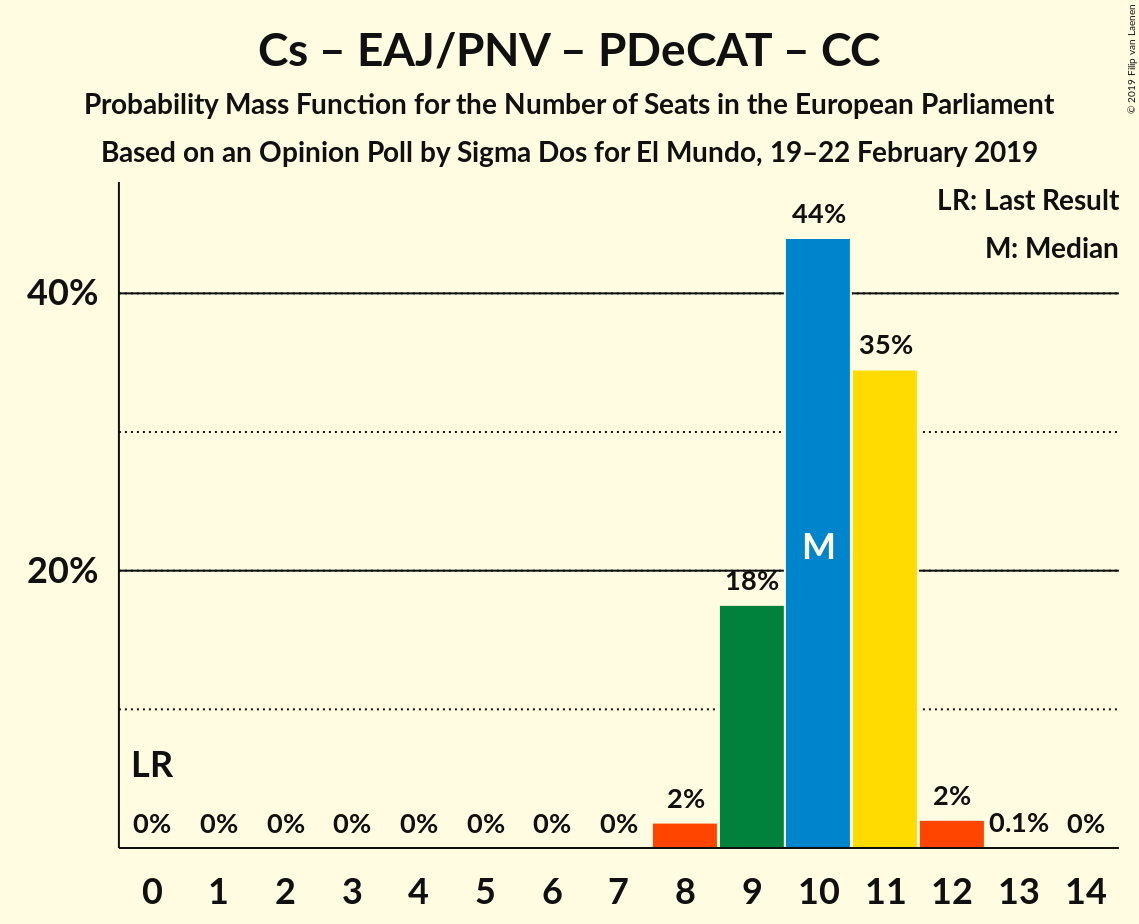 Cs – EAJ/PNV – PDeCAT – CC
Probability Mass Function for the Number of Seats in the European Parliament
Based on an Opinion Poll by Sigma Dos for El Mundo, 19–22 February 2019
© 2019 Filip van Laenen
LR: Last Result
M: Median
44%
40%
35%
20%
18%
M
LR
0% 0% 0% 0% 0% 0% 0% 0% 2% 2% 0.1% 0%
0 1 2 3 4 5 6 7 8 9 10 11 12 13 14